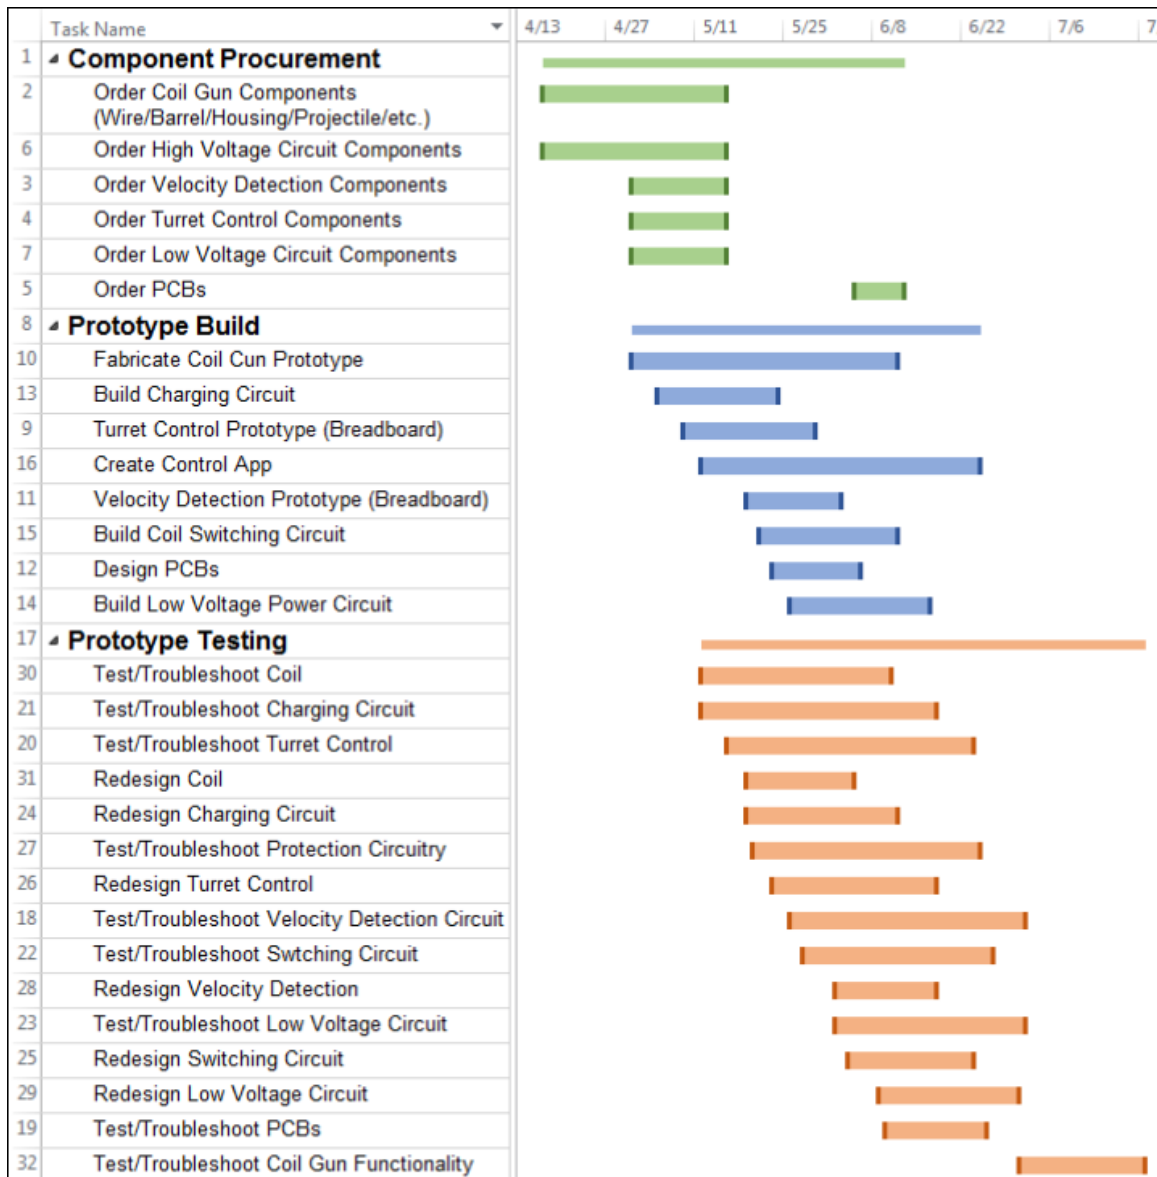 Task Name 4/13 4/27 5/11 5/25 6/8 6/22 7/6 7/
1 Component Procurement
2 Order Coil Gun Components
(Wire/Barrel/Housing/Projectile/etc.)
6 Order High Voltage Circuit Components
3 Order Velocity Detection Components
4 Order Turret Control Components
7 Order Low Voltage Circuit Components
5 Order PCBs
8 Prototype Build
10 Fabricate Coil Cun Prototype
13 Build Charging Circuit
9 Turret Control Prototype (Breadboard)
16 Create Control App
11 Velocity Detection Prototype (Breadboard)
15 Build Coil Switching Circuit
12 Design PCBs
14 Build Low Voltage Power Circuit
17 Prototype Testing
30 Test/Troubleshoot Coil
21 Test/Troubleshoot Charging Circuit
20 Test/Troubleshoot Turret Control
31 Redesign Coil
24 Redesign Charging Circuit
27 Test/Troubleshoot Protection Circuitry
26 Redesign Turret Control
18 Test/Troubleshoot Velocity Detection Circuit
22 Test/Troubleshoot Swtching Circuit
28 Redesign Velocity Detection
23 Test/Troubleshoot Low Voltage Circuit
25 Redesign Switching Circuit
29 Redesign Low Voltage Circuit
19 Test/Troubleshoot PCBs
32 Test/Troubleshoot Coil Gun Functionality